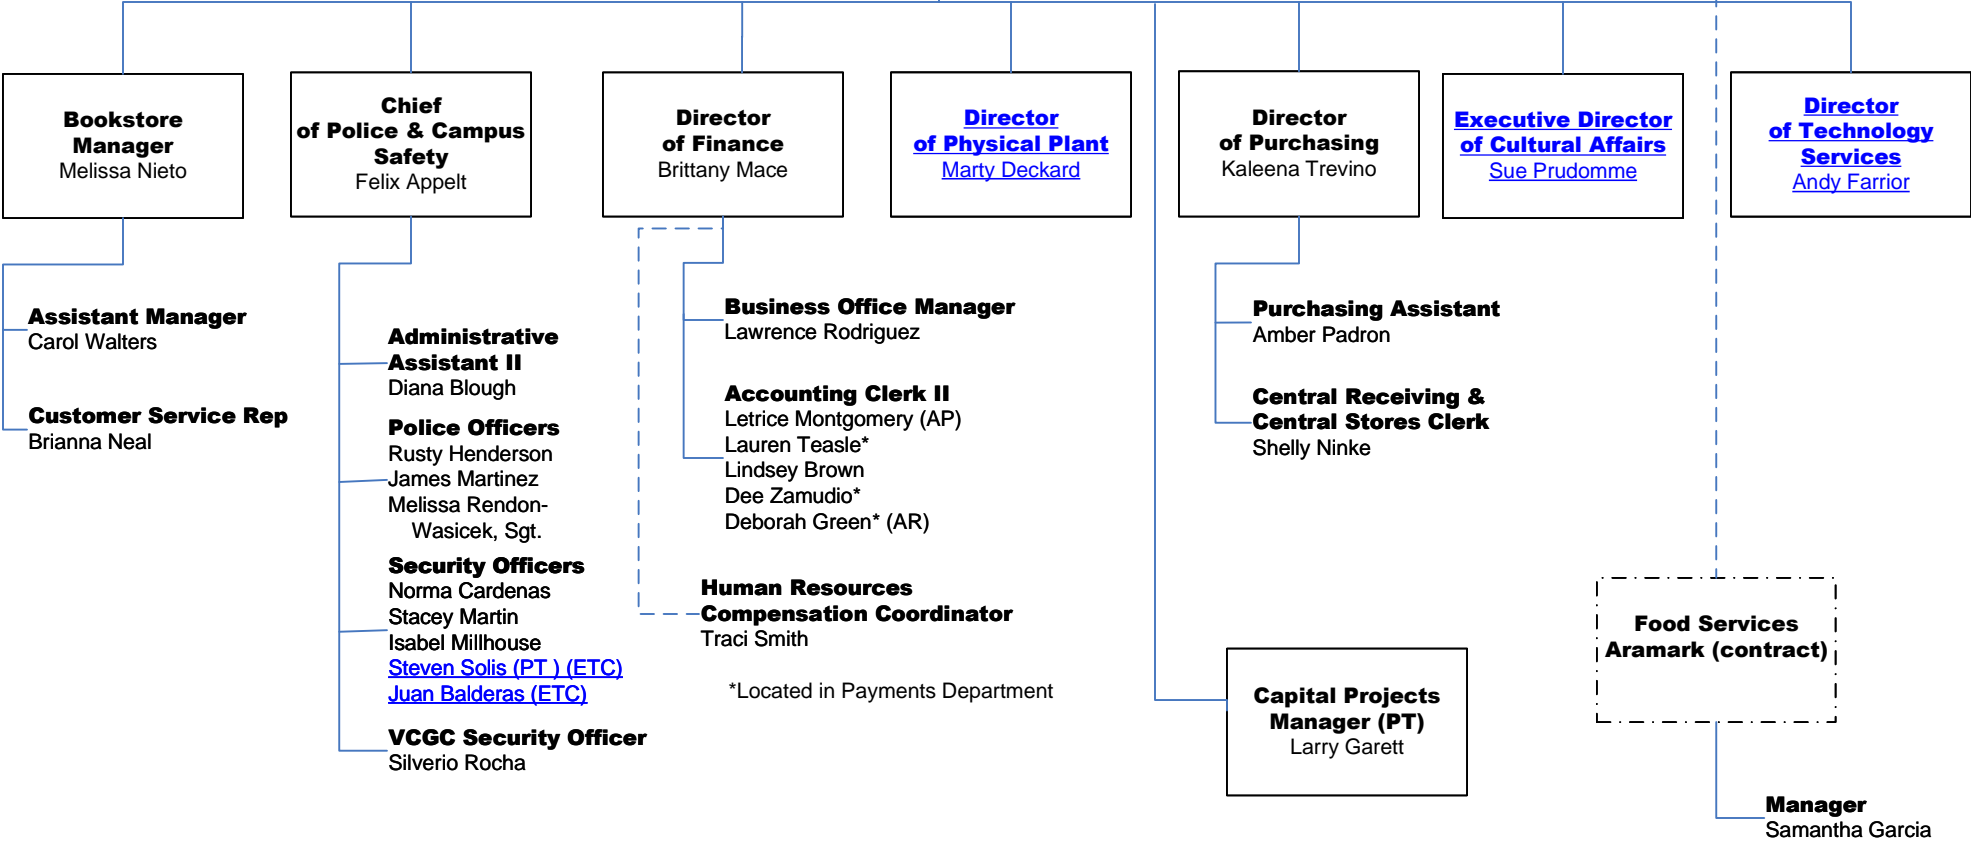 Bookstore
Manager
Melissa Nieto
Chief
of Police & Campus
Safety
Felix Appelt
Director
of Finance
Brittany Mace
Director
of Physical Plant
Marty Deckard
Director
of Purchasing
Kaleena Trevino
Executive Director
of Cultural Affairs
Sue Prudomme
Director
of Technology
Services
Andy Farrior
Assistant Manager
Carol Walters
Customer Service Rep
Brianna Neal
Administrative
Assistant II
Diana Blough
Police Officers
Rusty Henderson
James Martinez
Melissa Rendon-
Wasicek, Sgt.
Security Officers
Norma Cardenas
Stacey Martin
Isabel Millhouse
Steven Solis (PT ) (ETC)
Juan Balderas (ETC)
VCGC Security Officer
Silverio Rocha
Business Office Manager
Lawrence Rodriguez
Accounting Clerk II
Letrice Montgomery (AP)
Lauren Teasle*
Lindsey Brown
Dee Zamudio*
Deborah Green* (AR)
Human Resources
Compensation Coordinator
Traci Smith
*Located in Payments Department
Purchasing Assistant
Amber Padron
Central Receiving &
Central Stores Clerk
Shelly Ninke
Capital Projects
Manager (PT)
Larry Garett
Food Services
Aramark (contract)
Manager
Samantha Garcia